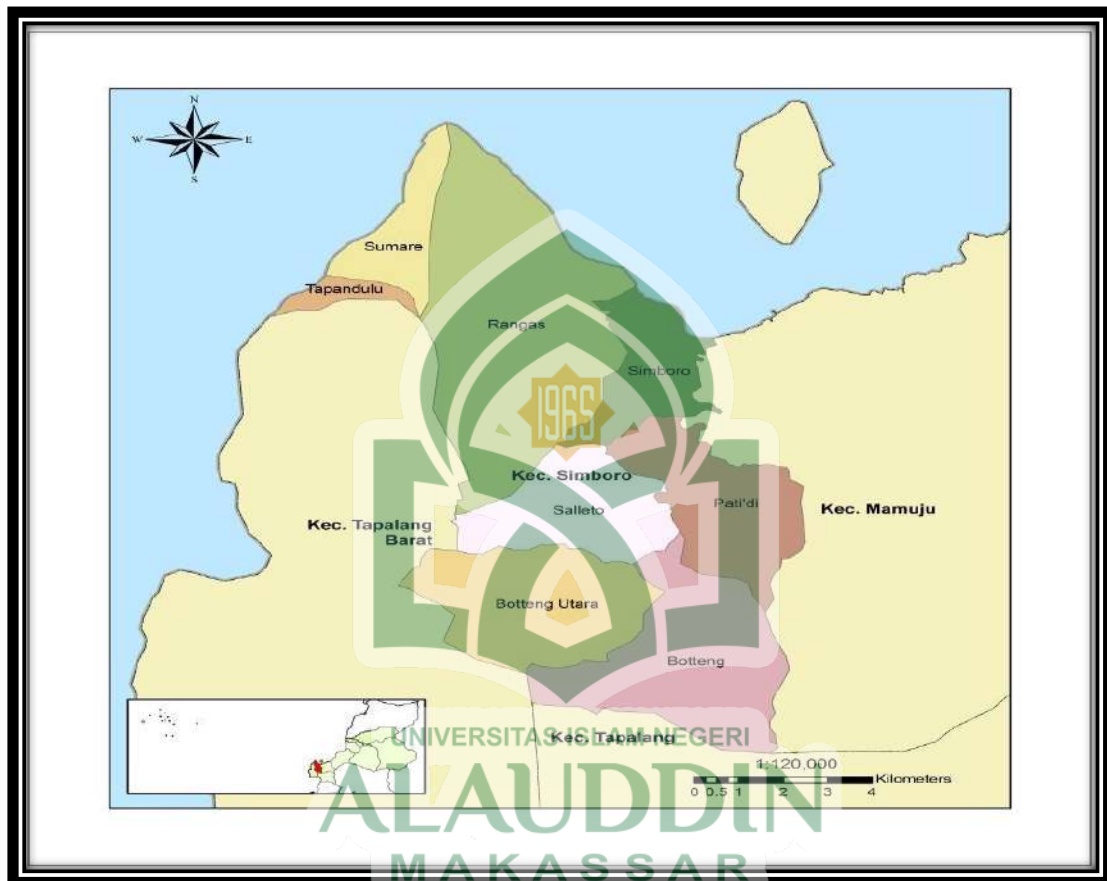 N
W E
S
Sumare
Tapandulu
Rangas
Simboro
1965
Kec. Simboro
Salleto
Pati'di
Kec. Mamuju
Kec. Tapalang
Barat
Botteng Utara
Botteng
Kec. Tapalang
UNIVERSITAS ISLAM NEGERI
1:120,000
Kilometers
0 0.5 1 2 3 4
ALAUDDIN
MAKASSAR